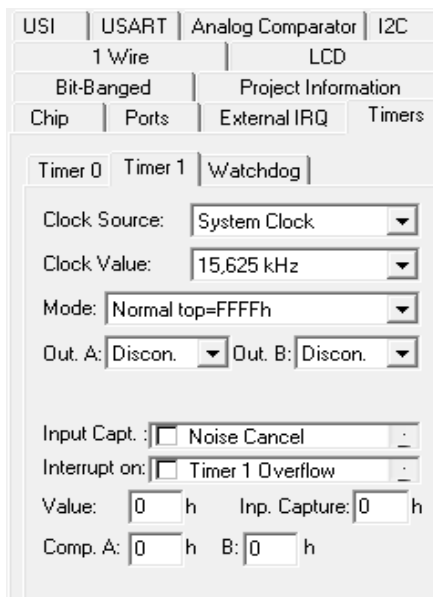 USI USART Analog Comparator I2C
1 Wire LCD
Bit-Banged Project Information
Chip Ports External IRQ Timers
Timer 0 Timer 1 Watchdog
Clock Source: System Clock
Clock Value: 15,625 kHz
Mode: Normal top=FFFFh
Out. A: Discon. Out. B: Discon.
Input Capt. : Noise Cancel
Interrupt on: Timer 1 Overflow
Value: 0 h Inp. Capture: 0 h
Comp. A: 0 h B: 0 h